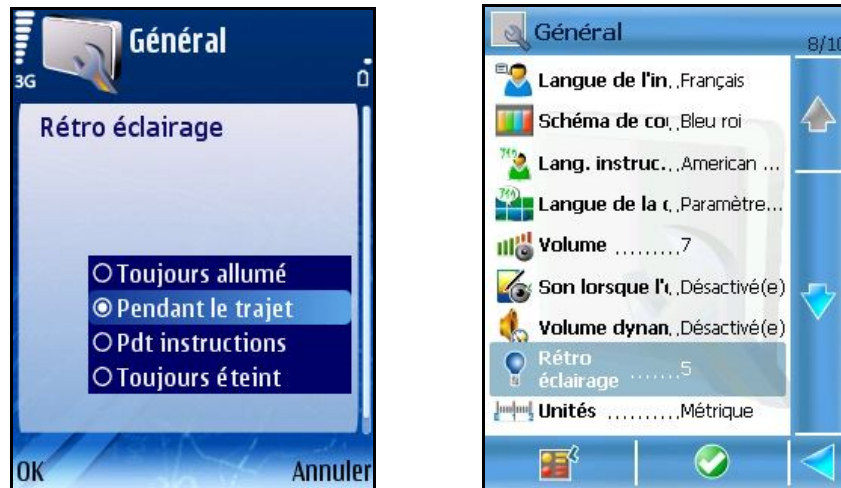 Général
3G
Rétro éclairage
Toujours allumé
Pendant le trajet
Pdt instructions
Toujours éteint
OK Annuler
Général 8/10
Langue de l'in.. Français
Schéma de cou.. Bleu roi
Lang. instruc... American ...
Langue de la c.. Paramètre...
Volume .........7
Son lorsque l'u.. Désactivé(e)
Volume dynan.. Désactivé(e)
Rétro
éclairage .......5
Unités ..........Métrique